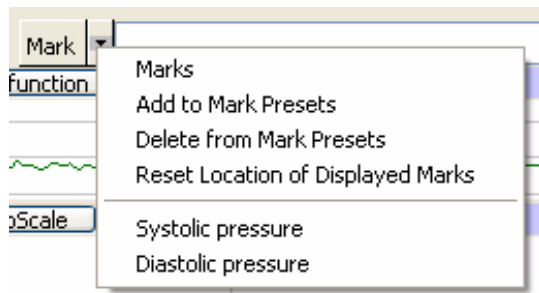 Mark
function
Marks
Add to Mark Presets
Delete from Mark Presets
Reset Location of Displayed Marks
Systolic pressure
Diastolic pressure